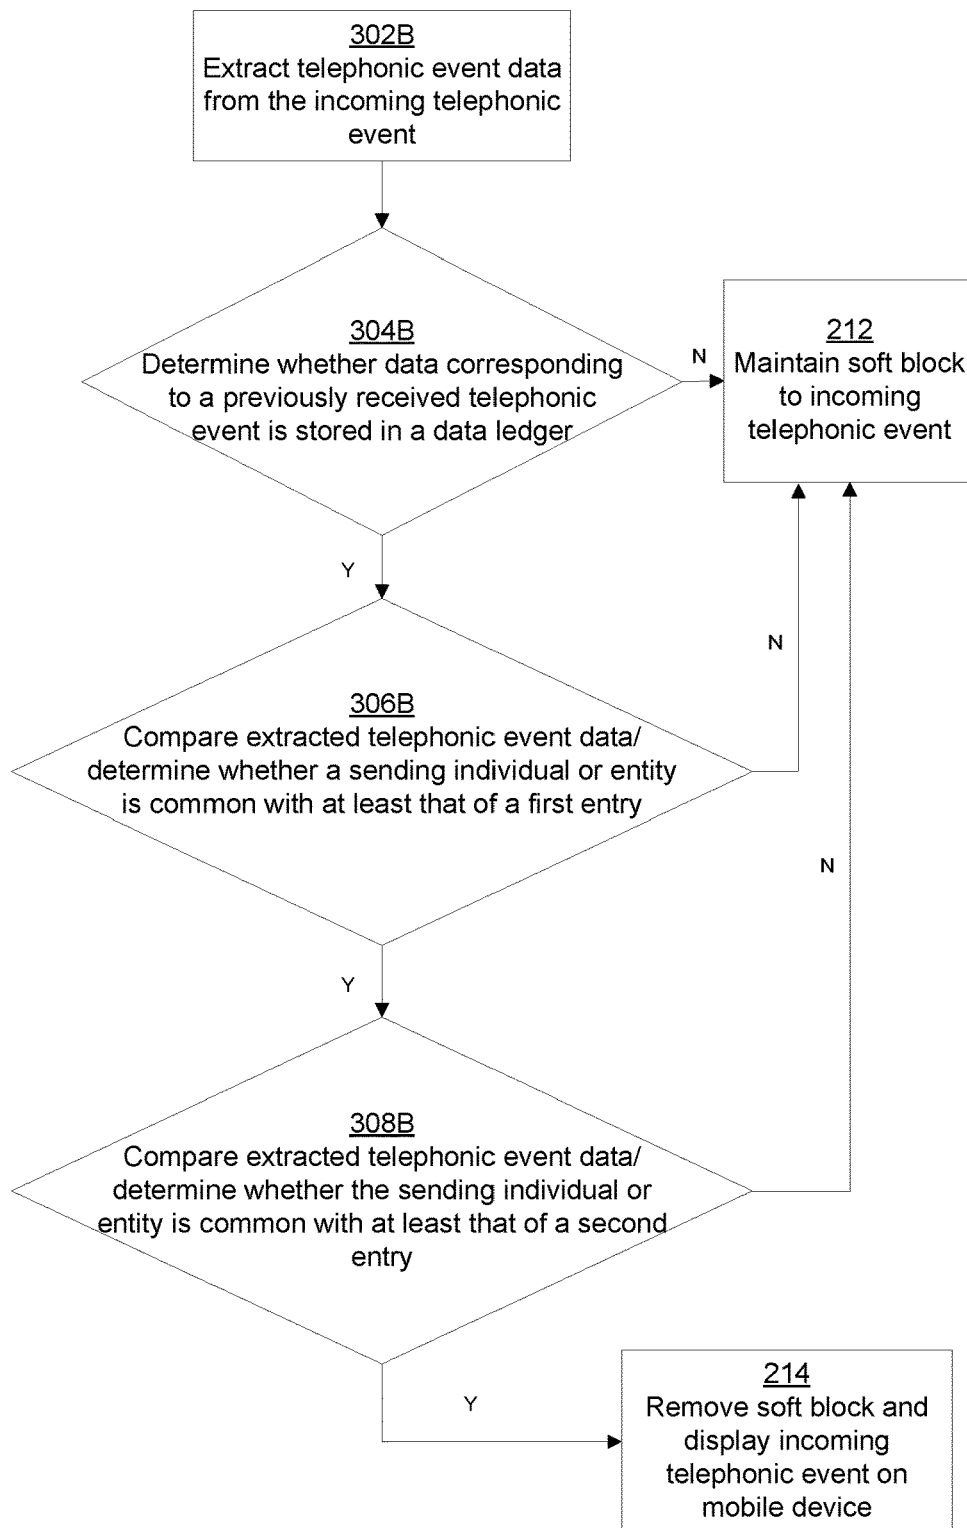 302B
Extract telephonic event data
from the incoming telephonic
event
304B
Determine whether data corresponding
to a previously received telephonic
event is stored in a data ledger
N
212
Maintain soft block
to incoming
telephonic event
Y
306B
Compare extracted telephonic event data/
determine whether a sending individual or entity
is common with at least that of a first entry
N
N
Y
308B
Compare extracted telephonic event data/
determine whether the sending individual or
entity is common with at least that of a second
entry
Y
214
Remove soft block and
display incoming
telephonic event on
mobile device